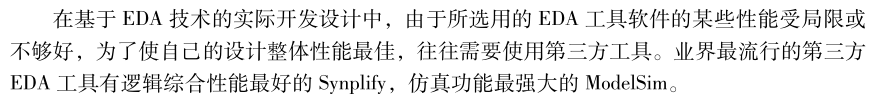 在基于 EDA 技术的实际开发设计中，由于所选用的 EDA 工具软件的某些性能受局限或
不够好，为了使自己的设计整体性能最佳，往往需要使用第三方工具。业界最流行的第三方
EDA 工具有逻辑综合性能最好的 Synplify，仿真功能最强大的 ModelSim。